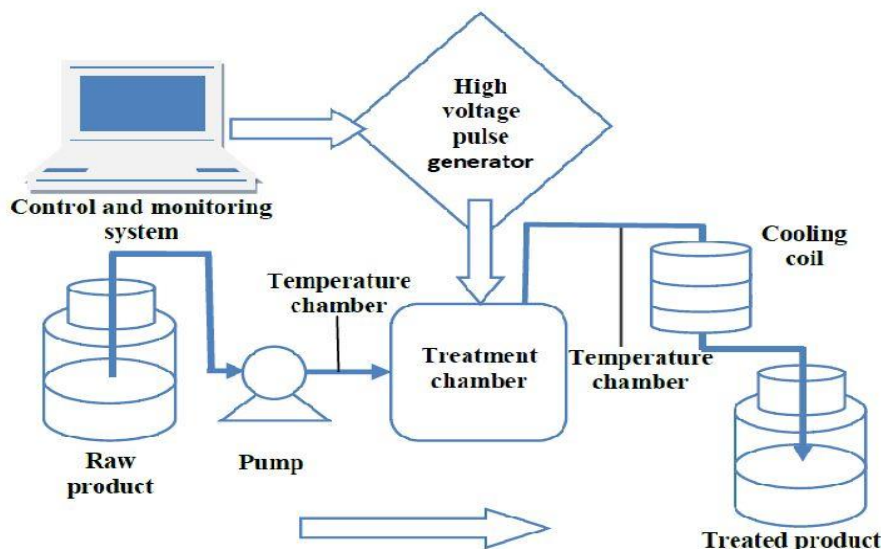 High
voltage
pulse
generator
Control and monitoring
system
Temperature
chamber
Cooling
coil
Treatment
chamber
Temperature
chamber
Raw
product
Pump
Treated product